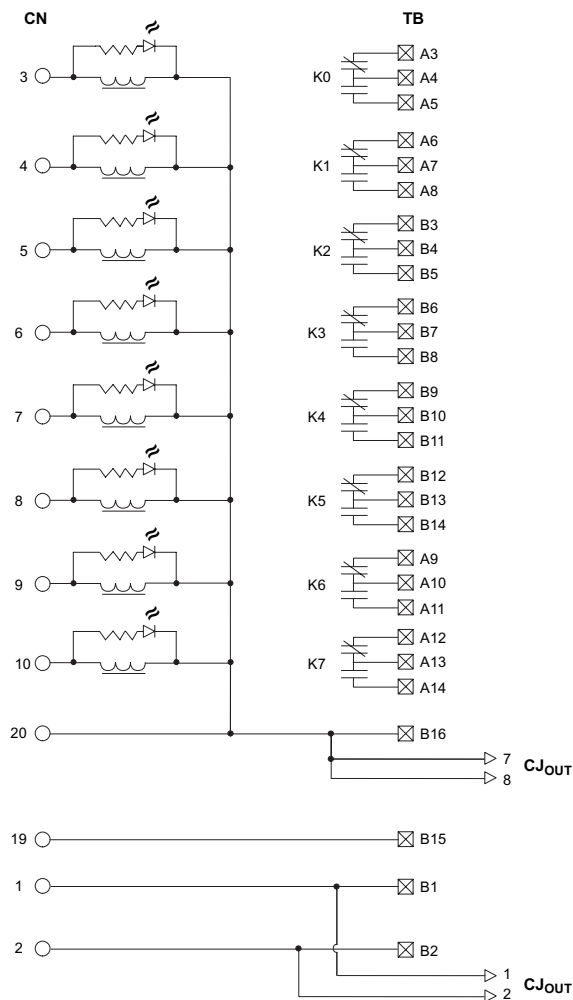 CN TB
3 K0 A3
A4
A5
4 K1 A6
A7
A8
5 K2 B3
B4
B5
6 K3 B6
B7
B8
7 K4 B9
B10
B11
8 K5 B12
B13
B14
9 K6 A9
A10
A11
10 K7 A12
A13
A14
20 B16
7
8 CJOUT
19 B15
1 B1
2 B2
1
2 CJOUT